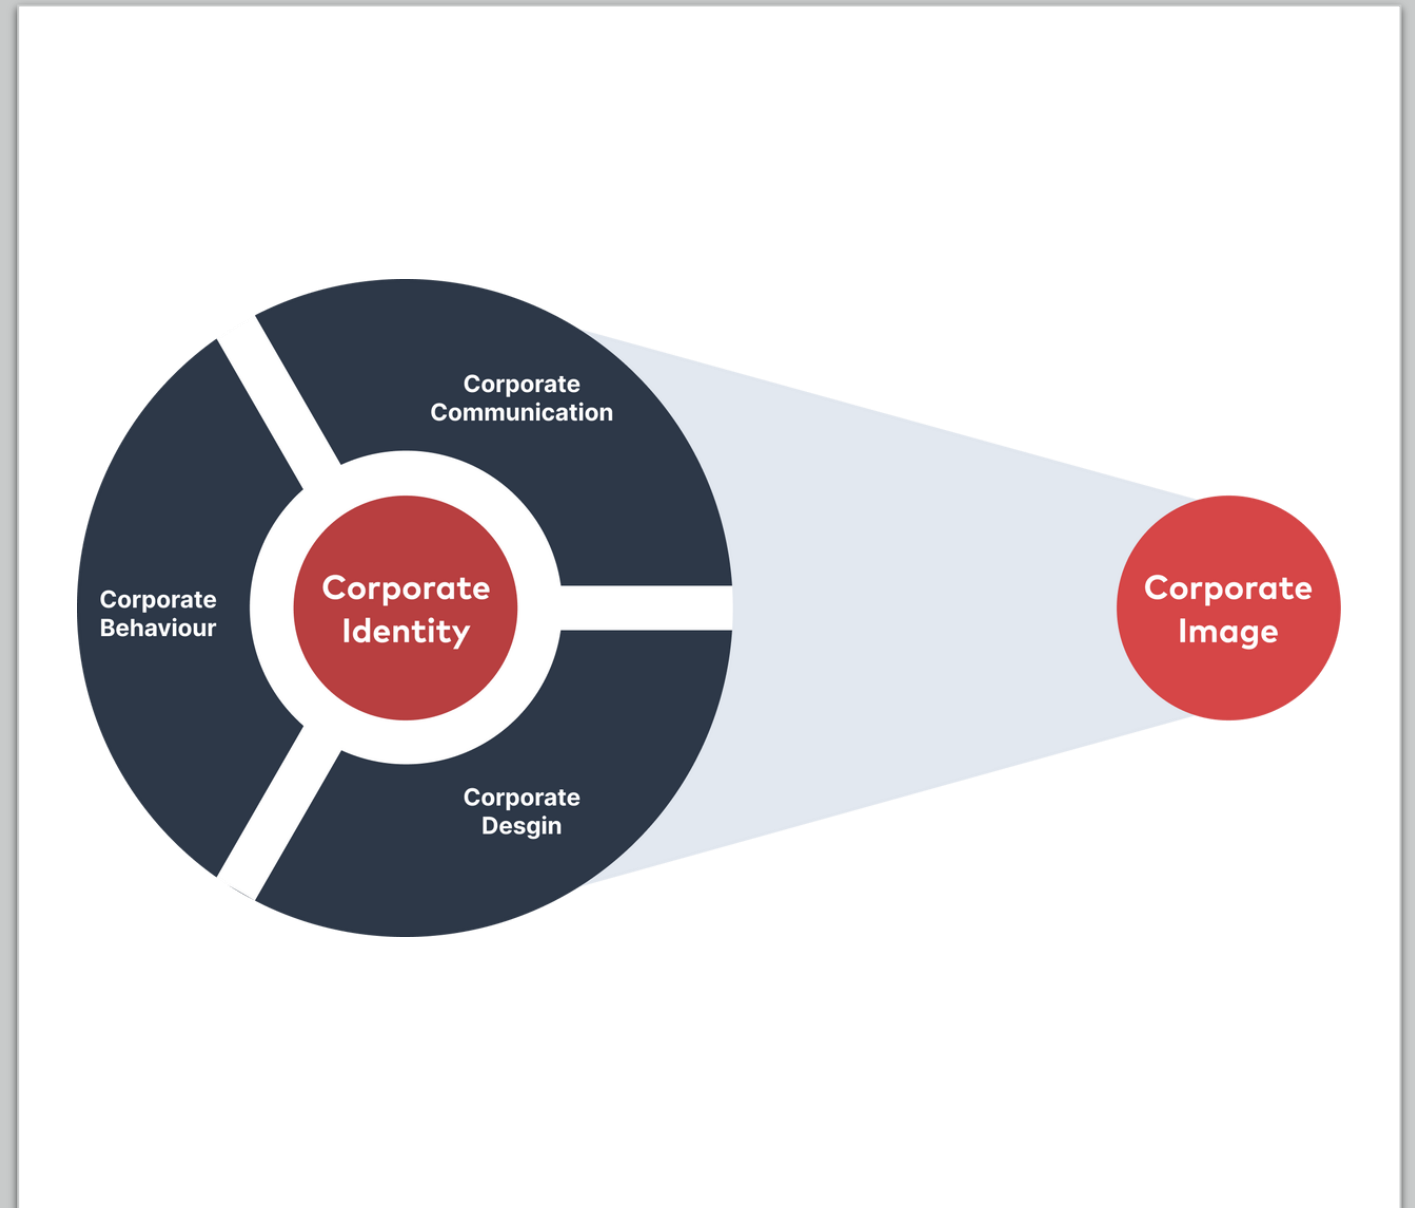 Corporate
Communication
Corporate
Behaviour
Corporate
Identity
Corporate
Desgin
Corporate
Image